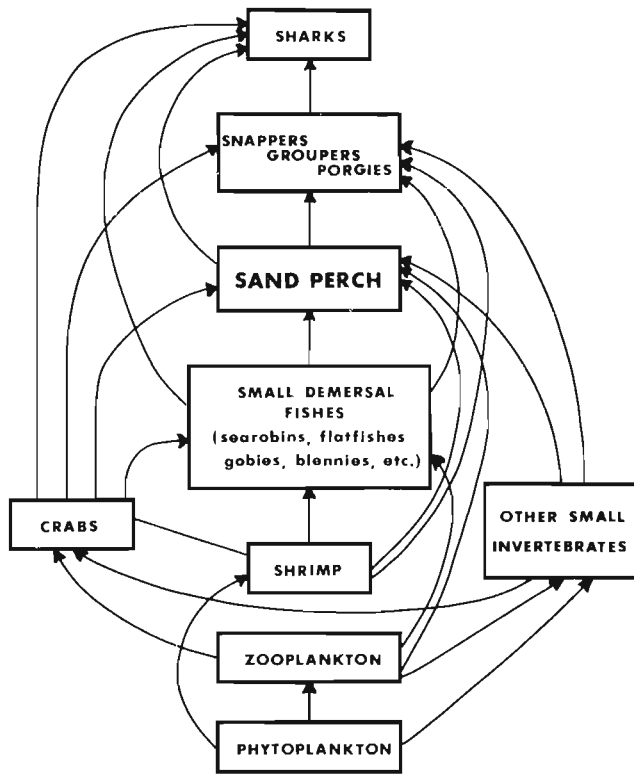 SHARKS
SNAPPERS
GROUPERS
PORGIES
SAND PERCH
SMALL DEMERSAL
FISHES
(searobins, flatfishes
gobies, blennies, etc.)
CRABS
OTHER SMALL
INVERTEBRATES
SHRIMP
ZOOPLANKTON
PHYTOPLANKTON